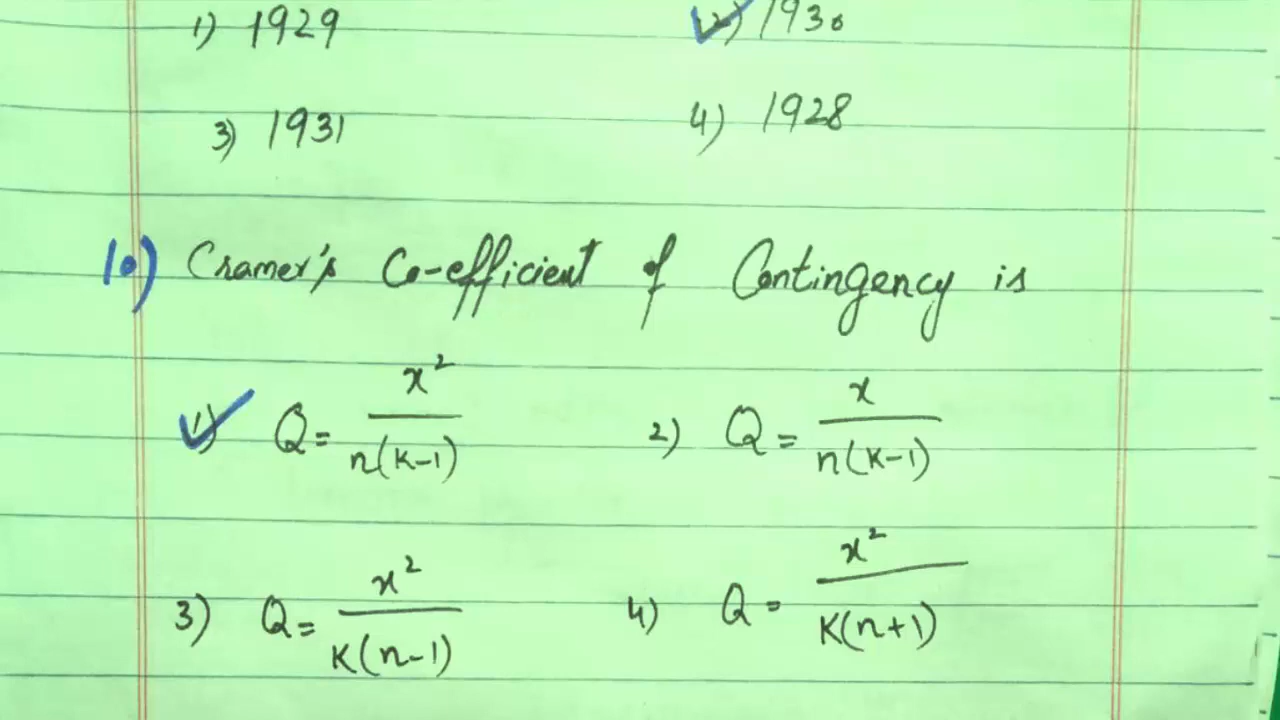 1) 1929 2) 1930
3) 1931 4) 1928
10) Cramer's Co-efficient of Contingency is
1) Q = x²/n(K-1) 2) Q = x/n(K-1)
3) Q = x²/K(n-1) 4) Q = x²/K(n+1)